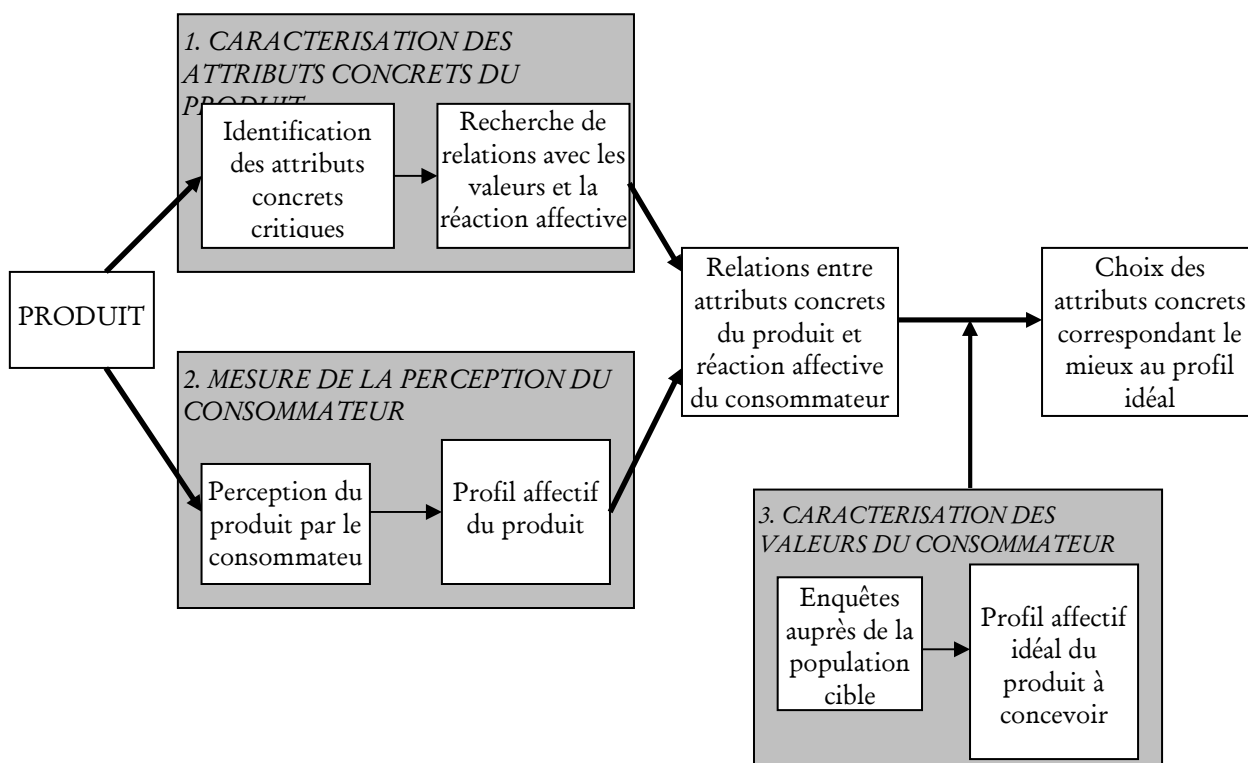 1. CARACTERISATION DES
ATTRIBUTS CONCRETS DU
PRODUIT
Identification
des attributs
concrets
critiques
Recherche de
relations avec les
valeurs et la
réaction affective
PRODUIT
2. MESURE DE LA PERCEPTION DU
CONSOMMATEUR
Perception du
produit par le
consommateu
Profil affectif
du produit
Relations entre
attributs concrets
du produit et
réaction affective
du consommateur
Choix des
attributs concrets
correspondant le
mieux au profil
idéal
3. CARACTERISATION DES
VALEURS DU CONSOMMATEUR
Enquêtes
auprès de la
population
cible
Profil affectif
idéal du
produit à
concevoir